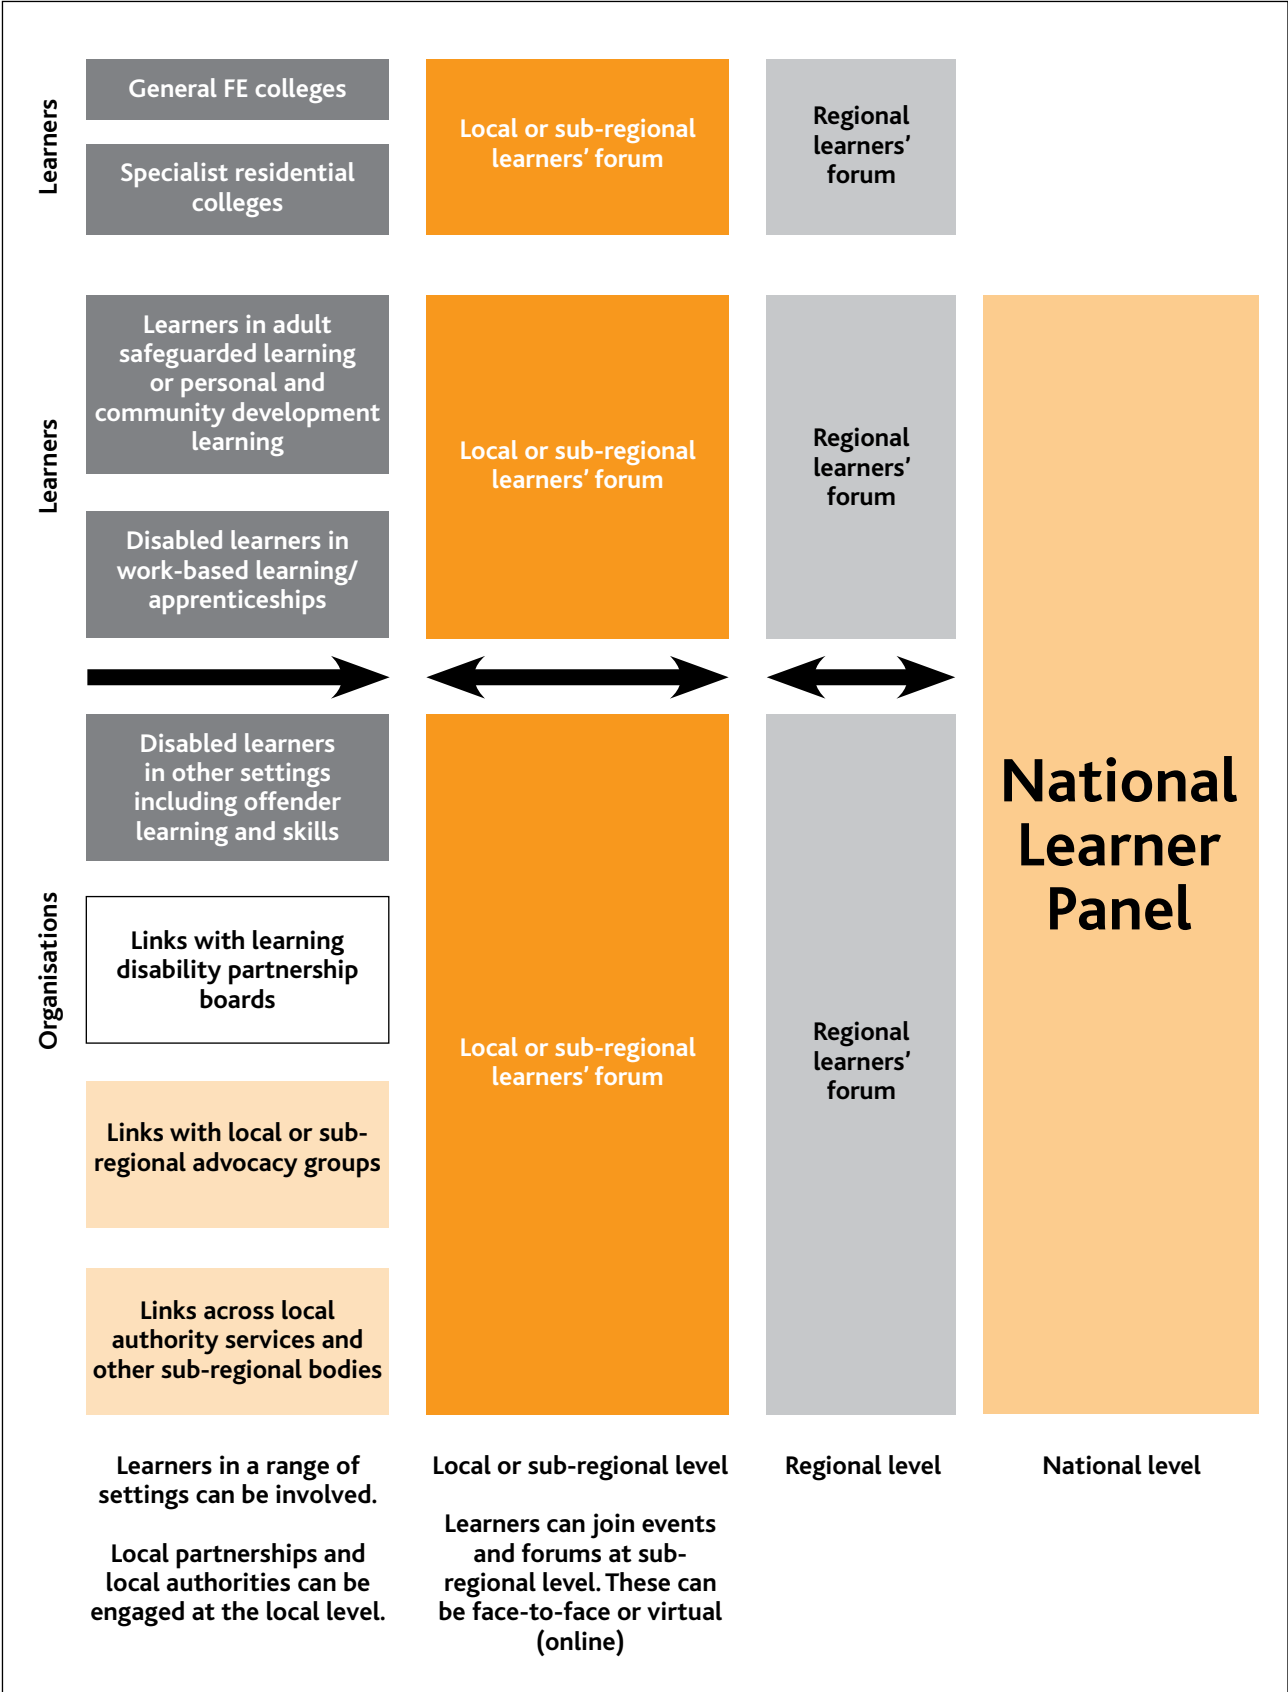 Learners
General FE colleges
Specialist residential
colleges
Local or sub-regional
learners’ forum
Regional
learners’
forum
Learners
Learners in adult
safeguarded learning
or personal and
community development
learning
Disabled learners in
work-based learning/
apprenticeships
Local or sub-regional
learners’ forum
Regional
learners’
forum
Organisations
Disabled learners
in other settings
including offender
learning and skills
Links with learning
disability partnership
boards
Links with local or sub-
regional advocacy groups
Links across local
authority services and
other sub-regional bodies
Local or sub-regional
learners’ forum
Regional
learners’
forum
National
Learner
Panel
Learners in a range of
settings can be involved.
Local partnerships and
local authorities can be
engaged at the local level.
Local or sub-regional level
Learners can join events
and forums at sub-
regional level. These can
be face-to-face or virtual
(online)
Regional level
National level